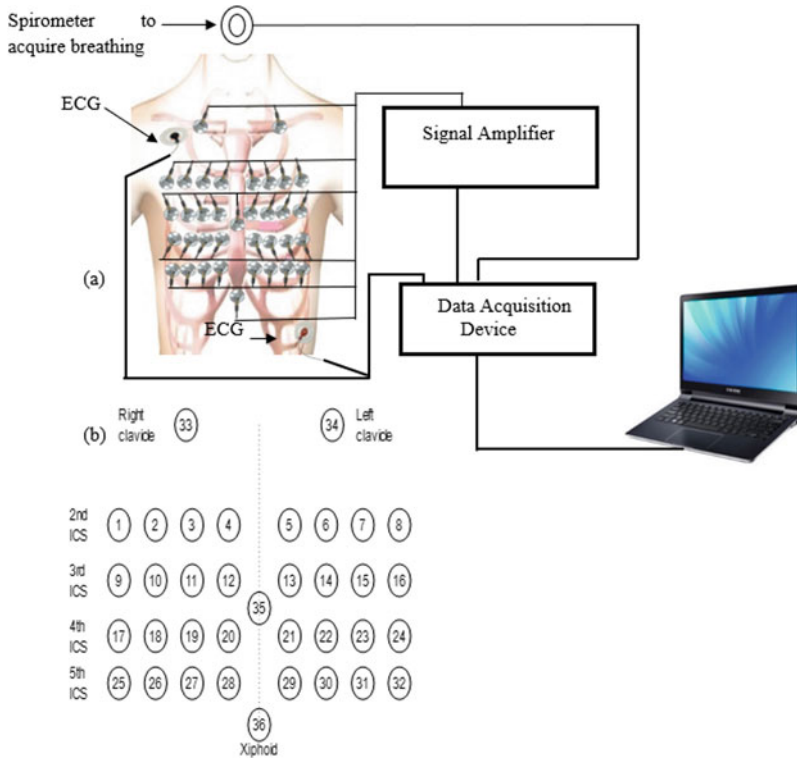 Spirometer to
acquire breathing
ECG
Signal Amplifier
(a)
Data Acquisition
Device
ECG
(b)
Right
clavide
33
34
Left
clavide
2nd
ICS
1 2 3 4 5 6 7 8
3rd
ICS
9 10 11 12 13 14 15 16
35
4th
ICS
17 18 19 20 21 22 23 24
5th
ICS
25 26 27 28 29 30 31 32
36
Xiphoid